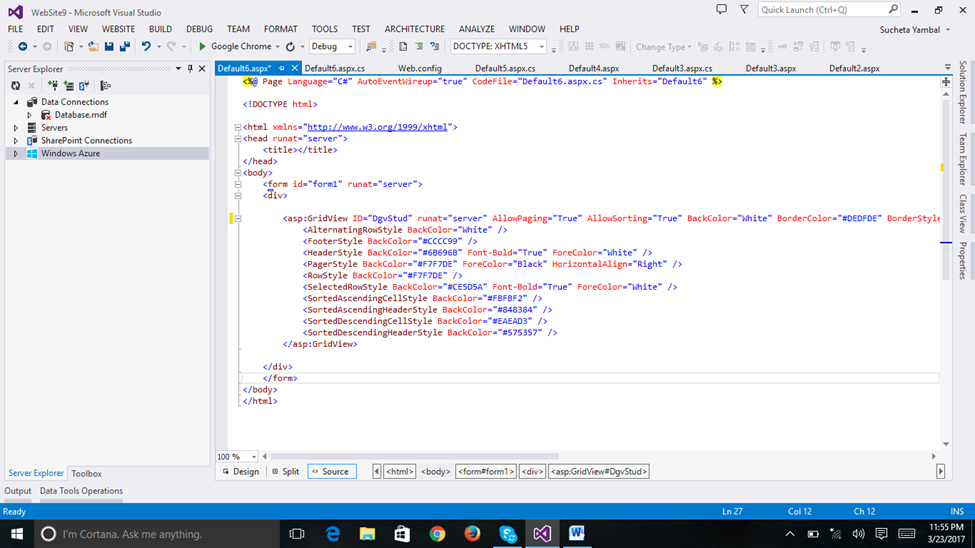 WebSite9 - Microsoft Visual Studio
Quick Launch (Ctrl+Q)
FILE EDIT VIEW WEBSITE BUILD DEBUG TEAM FORMAT TOOLS TEST ARCHITECTURE ANALYZE WINDOW HELP Sucheta Yambal
Google Chrome Debug DOCTYPE: XHTML5 Change Type
Server Explorer
Default6.aspx* Default6.aspx.cs Web.config Default5.aspx.cs Default4.aspx Default3.aspx.cs Default3.aspx Default2.aspx
Data Connections
Database.mdf
Servers
SharePoint Connections
Windows Azure
<%@ Page Language="C#" AutoEventWireup="true" CodeFile="Default6.aspx.cs" Inherits="Default6" %>
<!DOCTYPE html>
<html xmlns="http://www.w3.org/1999/xhtml">
<head runat="server">
<title></title>
</head>
<body>
<form id="form1" runat="server">
<div>
<asp:GridView ID="DgvStud" runat="server" AllowPaging="True" AllowSorting="True" BackColor="White" BorderColor="#DEDFDE" BorderStyle
<AlternatingRowStyle BackColor="White" />
<FooterStyle BackColor="#CCCC99" />
<HeaderStyle BackColor="#6B696B" Font-Bold="True" ForeColor="White" />
<PagerStyle BackColor="#F7F7DE" ForeColor="Black" HorizontalAlign="Right" />
<RowStyle BackColor="#F7F7DE" />
<SelectedRowStyle BackColor="#CE5D5A" Font-Bold="True" ForeColor="White" />
<SortedAscendingCellStyle BackColor="#FBFBF2" />
<SortedAscendingHeaderStyle BackColor="#848384" />
<SortedDescendingCellStyle BackColor="#EAEAD3" />
<SortedDescendingHeaderStyle BackColor="#575357" />
</asp:GridView>
</div>
</form>
</body>
</html>
Solution Explorer
Team Explorer
Class View
Properties
100 %
Server Explorer Toolbox
Design Split Source <html> <body> <form#form1> <div> <asp:GridView#DgvStud>
Output Data Tools Operations
Ready Ln 27 Col 12 Ch 12 INS
I'm Cortana. Ask me anything.
11:55 PM
3/23/2017